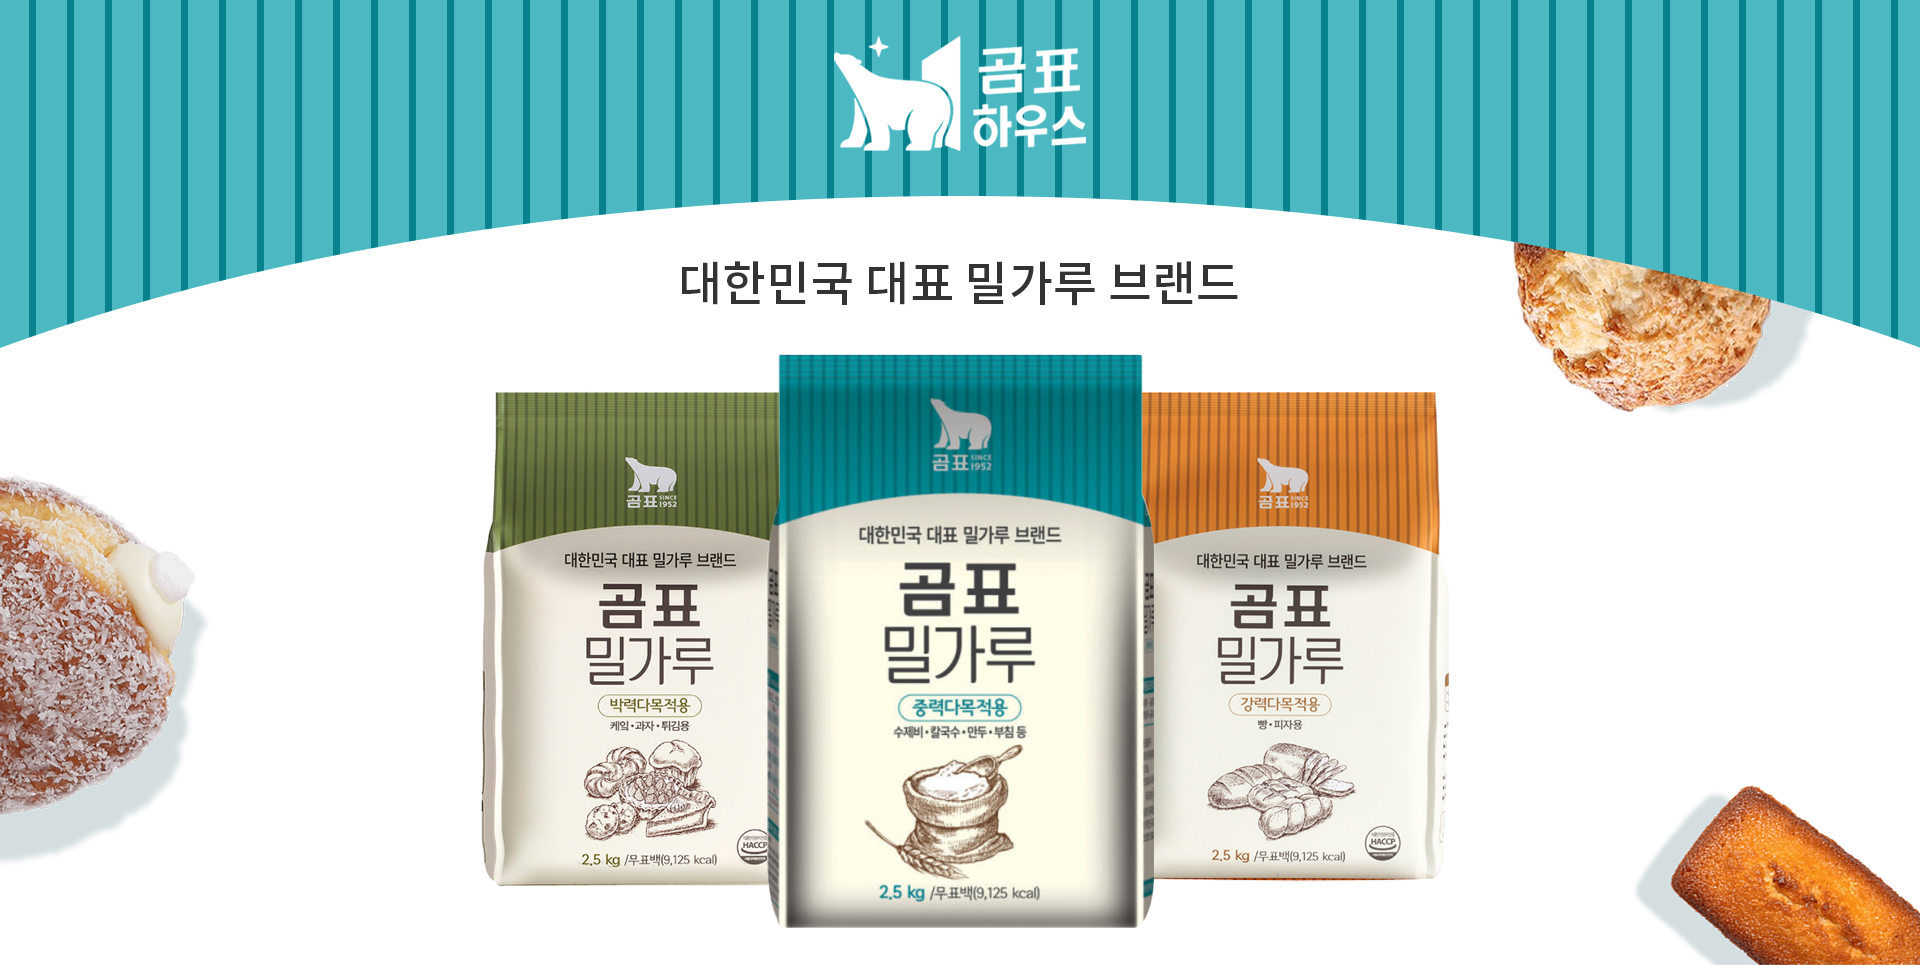 곰표
하우스
대한민국 대표 밀가루 브랜드
곰표 SINCE 1952
대한민국 대표 밀가루 브랜드
곰표
밀가루
박력다목적용
케잌•과자•튀김용
HACCP
2.5 kg /무표백(9,125 kcal)
곰표 SINCE 1952
대한민국 대표 밀가루 브랜드
곰표
밀가루
중력다목적용
수제비•칼국수•만두•부침 등
2.5 kg /무표백(9,125 kcal)
곰표 SINCE 1952
대한민국 대표 밀가루 브랜드
곰표
밀가루
강력다목적용
빵•피자용
HACCP
2.5 kg /무표백(9,125 kcal)